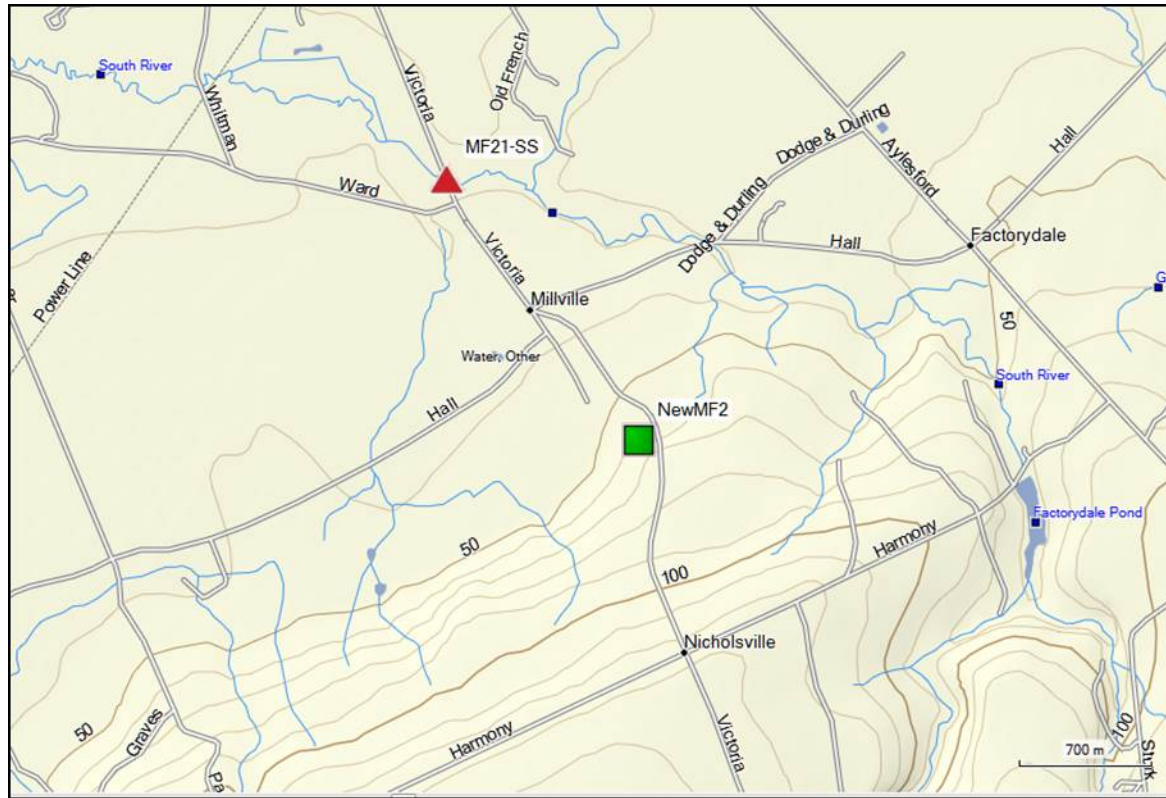 South River
Whitman
Victoria
Old French
MF21-SS
Ward
Power Line
Victoria
Dodge & Durling
Dodge & Durling
Aylesford
Hall
Hall
Factorydale
Millville
G
50
Water, Other
South River
Hall
NewMF2
Factorydale Pond
Harmony
50
100
Nicholsville
50
Graves
Pa
Harmony
Victoria
700 m
100
Sturk